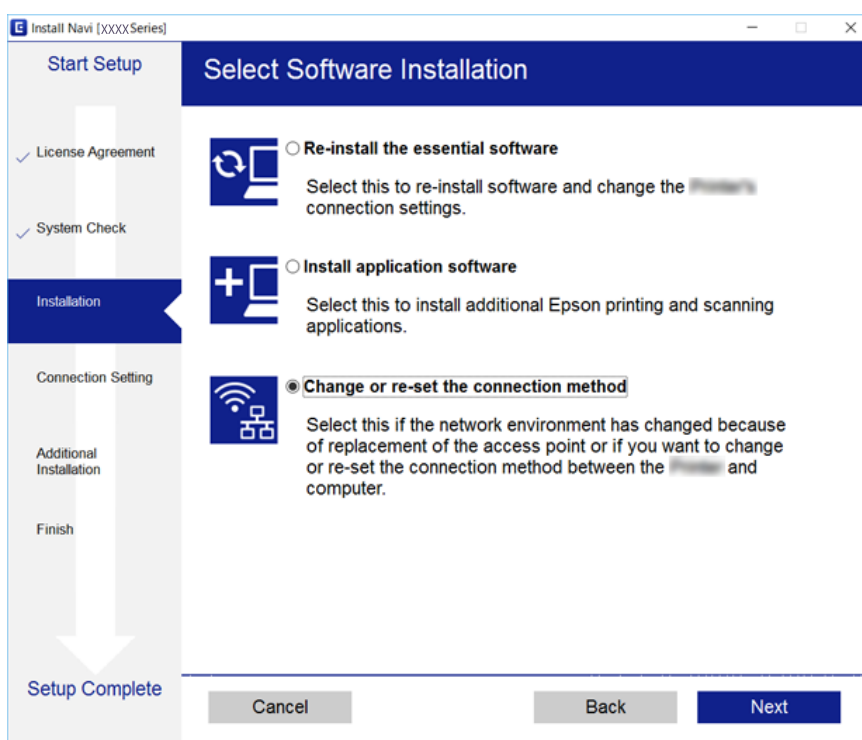 Install Navi [XXXX Series]
Start Setup
Select Software Installation
License Agreement
System Check
Installation
Connection Setting
Additional
Installation
Finish
Setup Complete
Re-install the essential software
Select this to re-install software and change the
connection settings.
Install application software
Select this to install additional Epson printing and scanning
applications.
Change or re-set the connection method
Select this if the network environment has changed because
of replacement of the access point or if you want to change
or re-set the connection method between the
and
computer.
Cancel
Back
Next